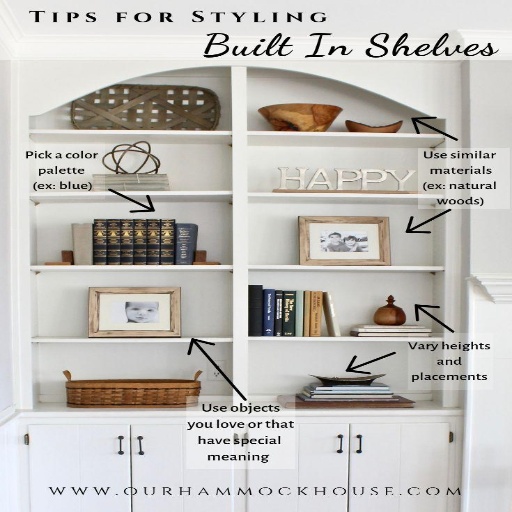 Tips for Styling
Built In Shelves
Pick a color
palette
(ex: blue)
Use similar
materials
(ex: natural
woods)
HAPPY
Vary heights
and
placements
Use objects
you love or that
have special
meaning
www.ourhammockhouse.com